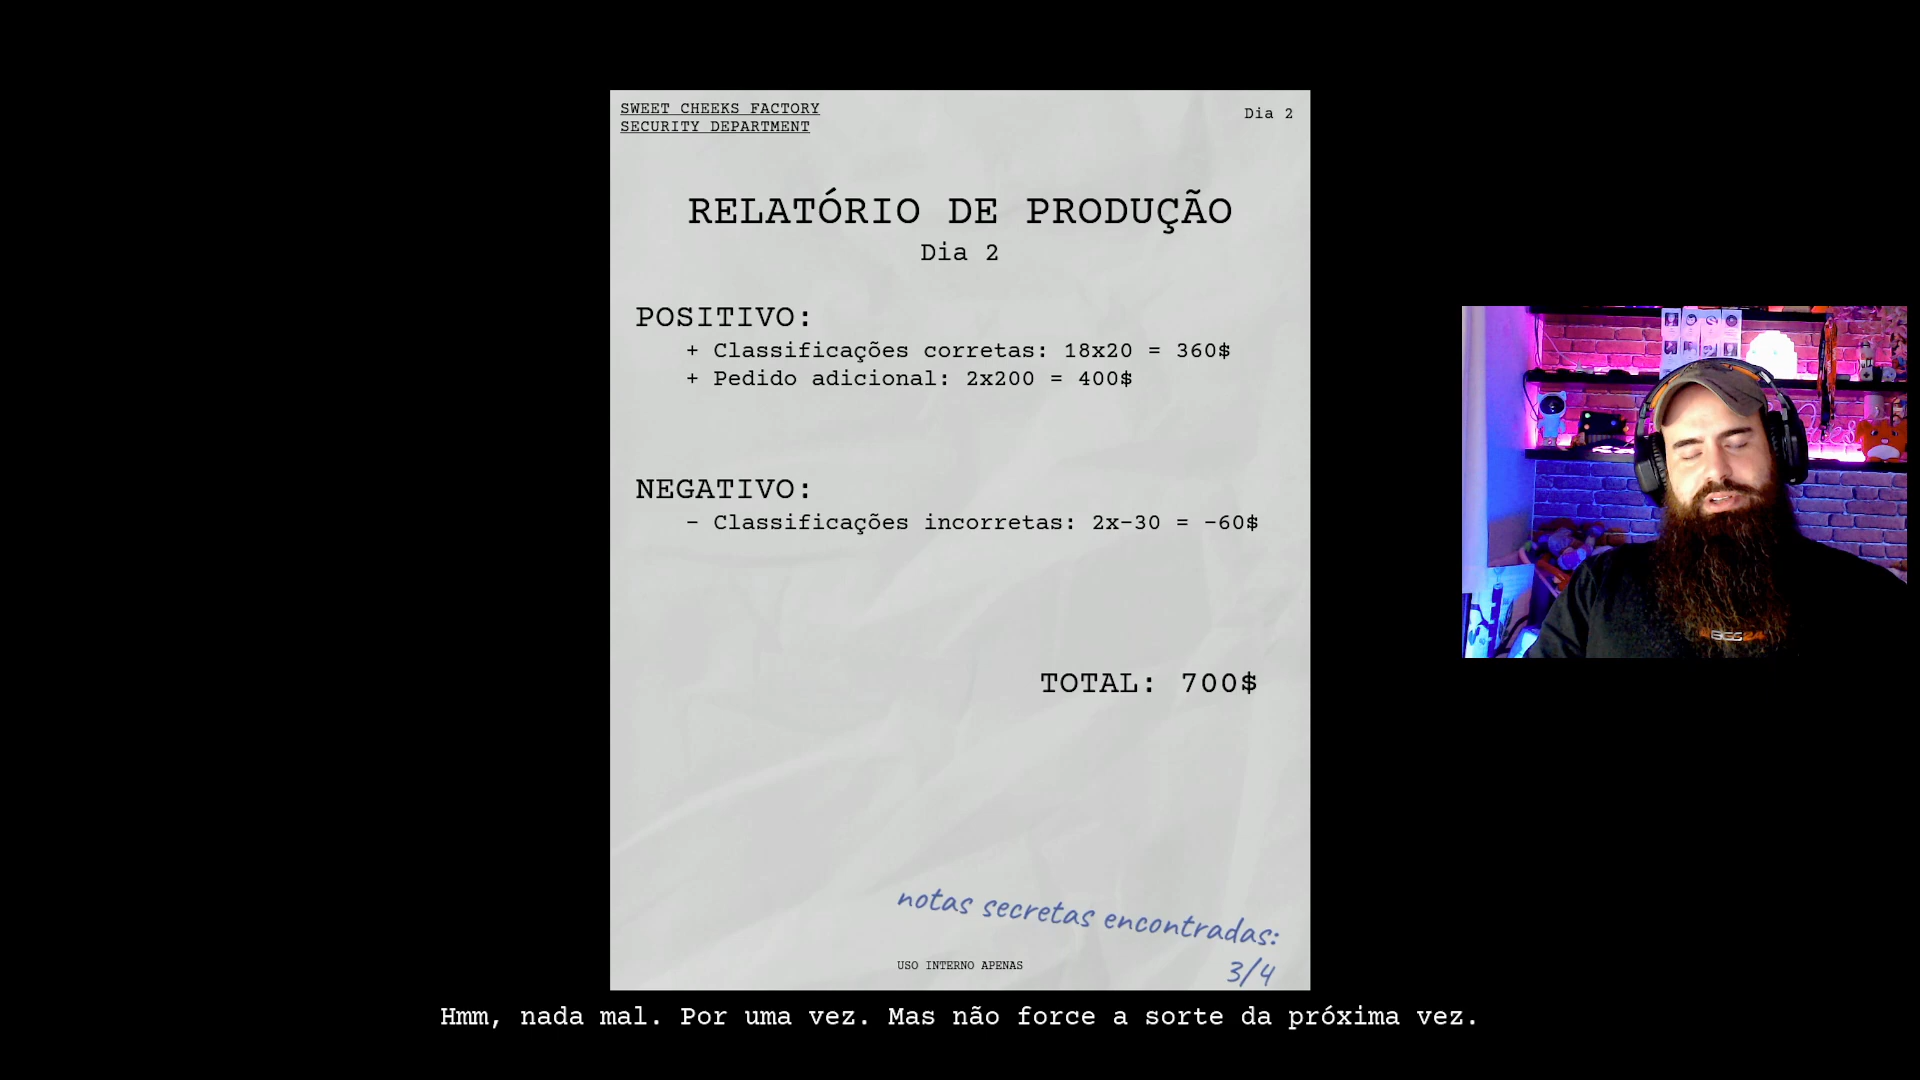 SWEET CHEEKS FACTORY
SECURITY DEPARTMENT
Dia 2
RELATÓRIO DE PRODUÇÃO
Dia 2
POSITIVO:
+ Classificações corretas: 18x20 = 360$
+ Pedido adicional: 2x200 = 400$
NEGATIVO:
- Classificações incorretas: 2x-30 = -60$
TOTAL: 700$
notas secretas encontradas:
3/4
USO INTERNO APENAS
Hmm, nada mal. Por uma vez. Mas não force a sorte da próxima vez.